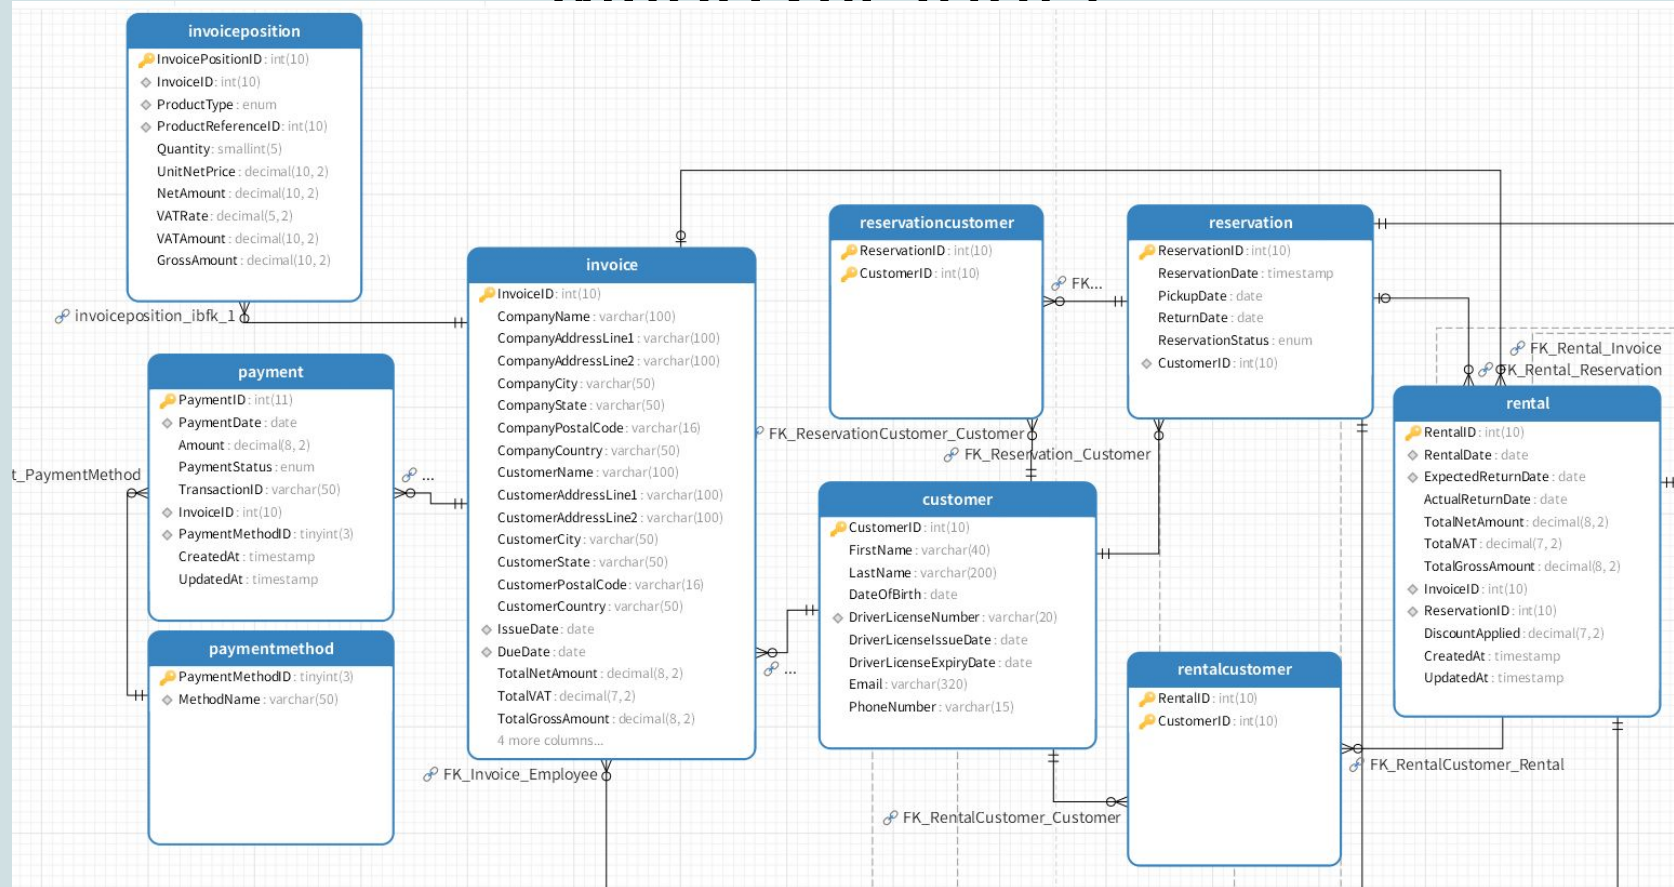 invoiceposition
InvoicePositionID : int(10)
InvoiceID : int(10)
ProductType : enum
ProductReferenceID : int(10)
Quantity : smallint(5)
UnitNetPrice : decimal(10, 2)
NetAmount : decimal(10, 2)
VATRate : decimal(5, 2)
VATAmount : decimal(10, 2)
GrossAmount : decimal(10, 2)
invoiceposition_ibfk_1
payment
PaymentID : int(11)
PaymentDate : date
Amount : decimal(8, 2)
PaymentStatus : enum
TransactionID : varchar(50)
InvoiceID : int(10)
PaymentMethodID : tinyint(3)
CreatedAt : timestamp
UpdatedAt : timestamp
t_PaymentMethod
...
paymentmethod
PaymentMethodID : tinyint(3)
MethodName : varchar(50)
invoice
InvoiceID : int(10)
CompanyName : varchar(100)
CompanyAddressLine1 : varchar(100)
CompanyAddressLine2 : varchar(100)
CompanyCity : varchar(50)
CompanyState : varchar(50)
CompanyPostalCode : varchar(16)
CompanyCountry : varchar(50)
CustomerName : varchar(100)
CustomerAddressLine1 : varchar(100)
CustomerAddressLine2 : varchar(100)
CustomerCity : varchar(50)
CustomerState : varchar(50)
CustomerPostalCode : varchar(16)
CustomerCountry : varchar(50)
IssueDate : date
DueDate : date
TotalNetAmount : decimal(8, 2)
TotalVAT : decimal(7, 2)
TotalGrossAmount : decimal(8, 2)
4 more columns...
FK_Invoice_Employee
reservationcustomer
ReservationID : int(10)
CustomerID : int(10)
FK...
FK_ReservationCustomer_Customer
FK_Reservation_Customer
reservation
ReservationID : int(10)
ReservationDate : timestamp
PickupDate : date
ReturnDate : date
ReservationStatus : enum
CustomerID : int(10)
customer
CustomerID : int(10)
FirstName : varchar(40)
LastName : varchar(200)
DateOfBirth : date
DriverLicenseNumber : varchar(20)
DriverLicenseIssueDate : date
DriverLicenseExpiryDate : date
Email : varchar(320)
PhoneNumber : varchar(15)
...
FK_RentalCustomer_Customer
rentalcustomer
RentalID : int(10)
CustomerID : int(10)
FK_RentalCustomer_Rental
FK_Rental_Invoice
FK_Rental_Reservation
rental
RentalID : int(10)
RentalDate : date
ExpectedReturnDate : date
ActualReturnDate : date
TotalNetAmount : decimal(8, 2)
TotalVAT : decimal(7, 2)
TotalGrossAmount : decimal(8, 2)
InvoiceID : int(10)
ReservationID : int(10)
DiscountApplied : decimal(7, 2)
CreatedAt : timestamp
UpdatedAt : timestamp